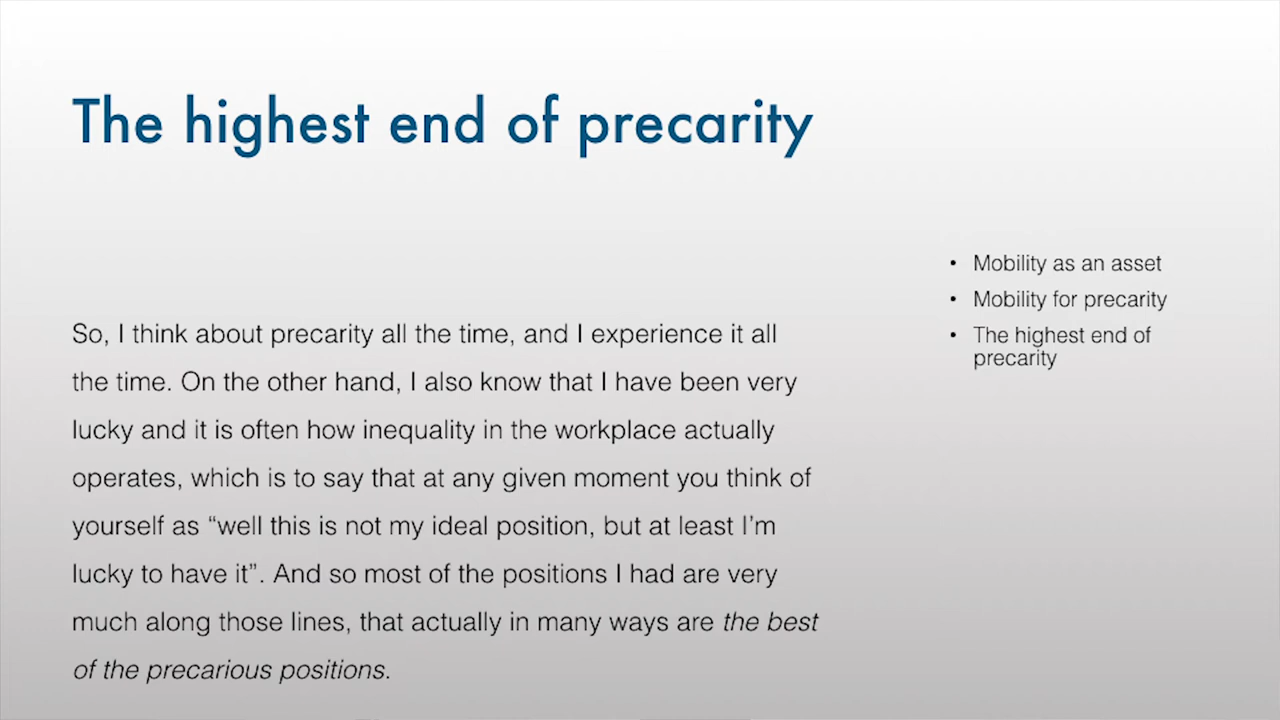 The highest end of precarity
So, I think about precarity all the time, and I experience it all
the time. On the other hand, I also know that I have been very
lucky and it is often how inequality in the workplace actually
operates, which is to say that at any given moment you think of
yourself as “well this is not my ideal position, but at least I’m
lucky to have it”. And so most of the positions I had are very
much along those lines, that actually in many ways are the best
of the precarious positions.
• Mobility as an asset
• Mobility for precarity
• The highest end of
precarity